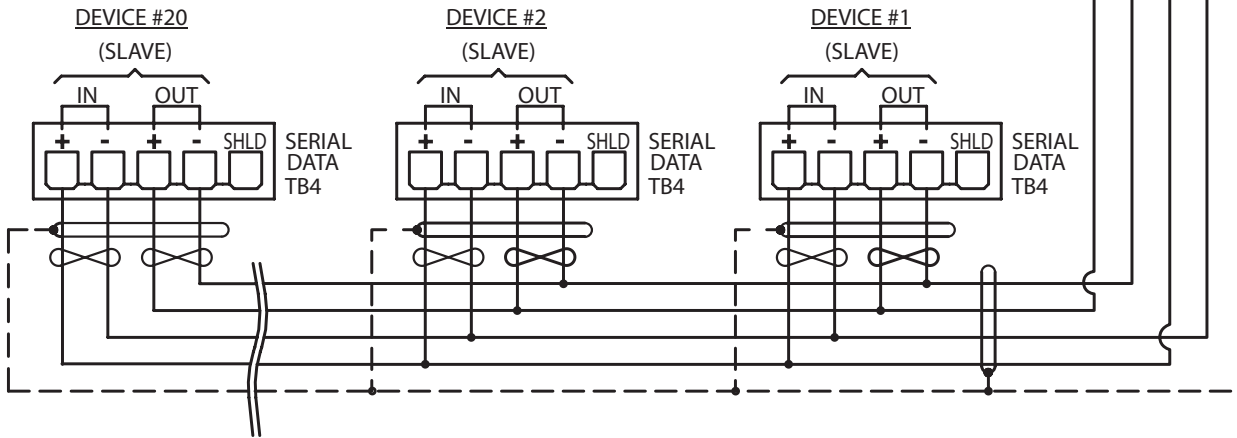 DEVICE #20
(SLAVE)
IN OUT
+ - + - SHLD
SERIAL
DATA
TB4
DEVICE #2
(SLAVE)
IN OUT
+ - + - SHLD
SERIAL
DATA
TB4
DEVICE #1
(SLAVE)
IN OUT
+ - + - SHLD
SERIAL
DATA
TB4